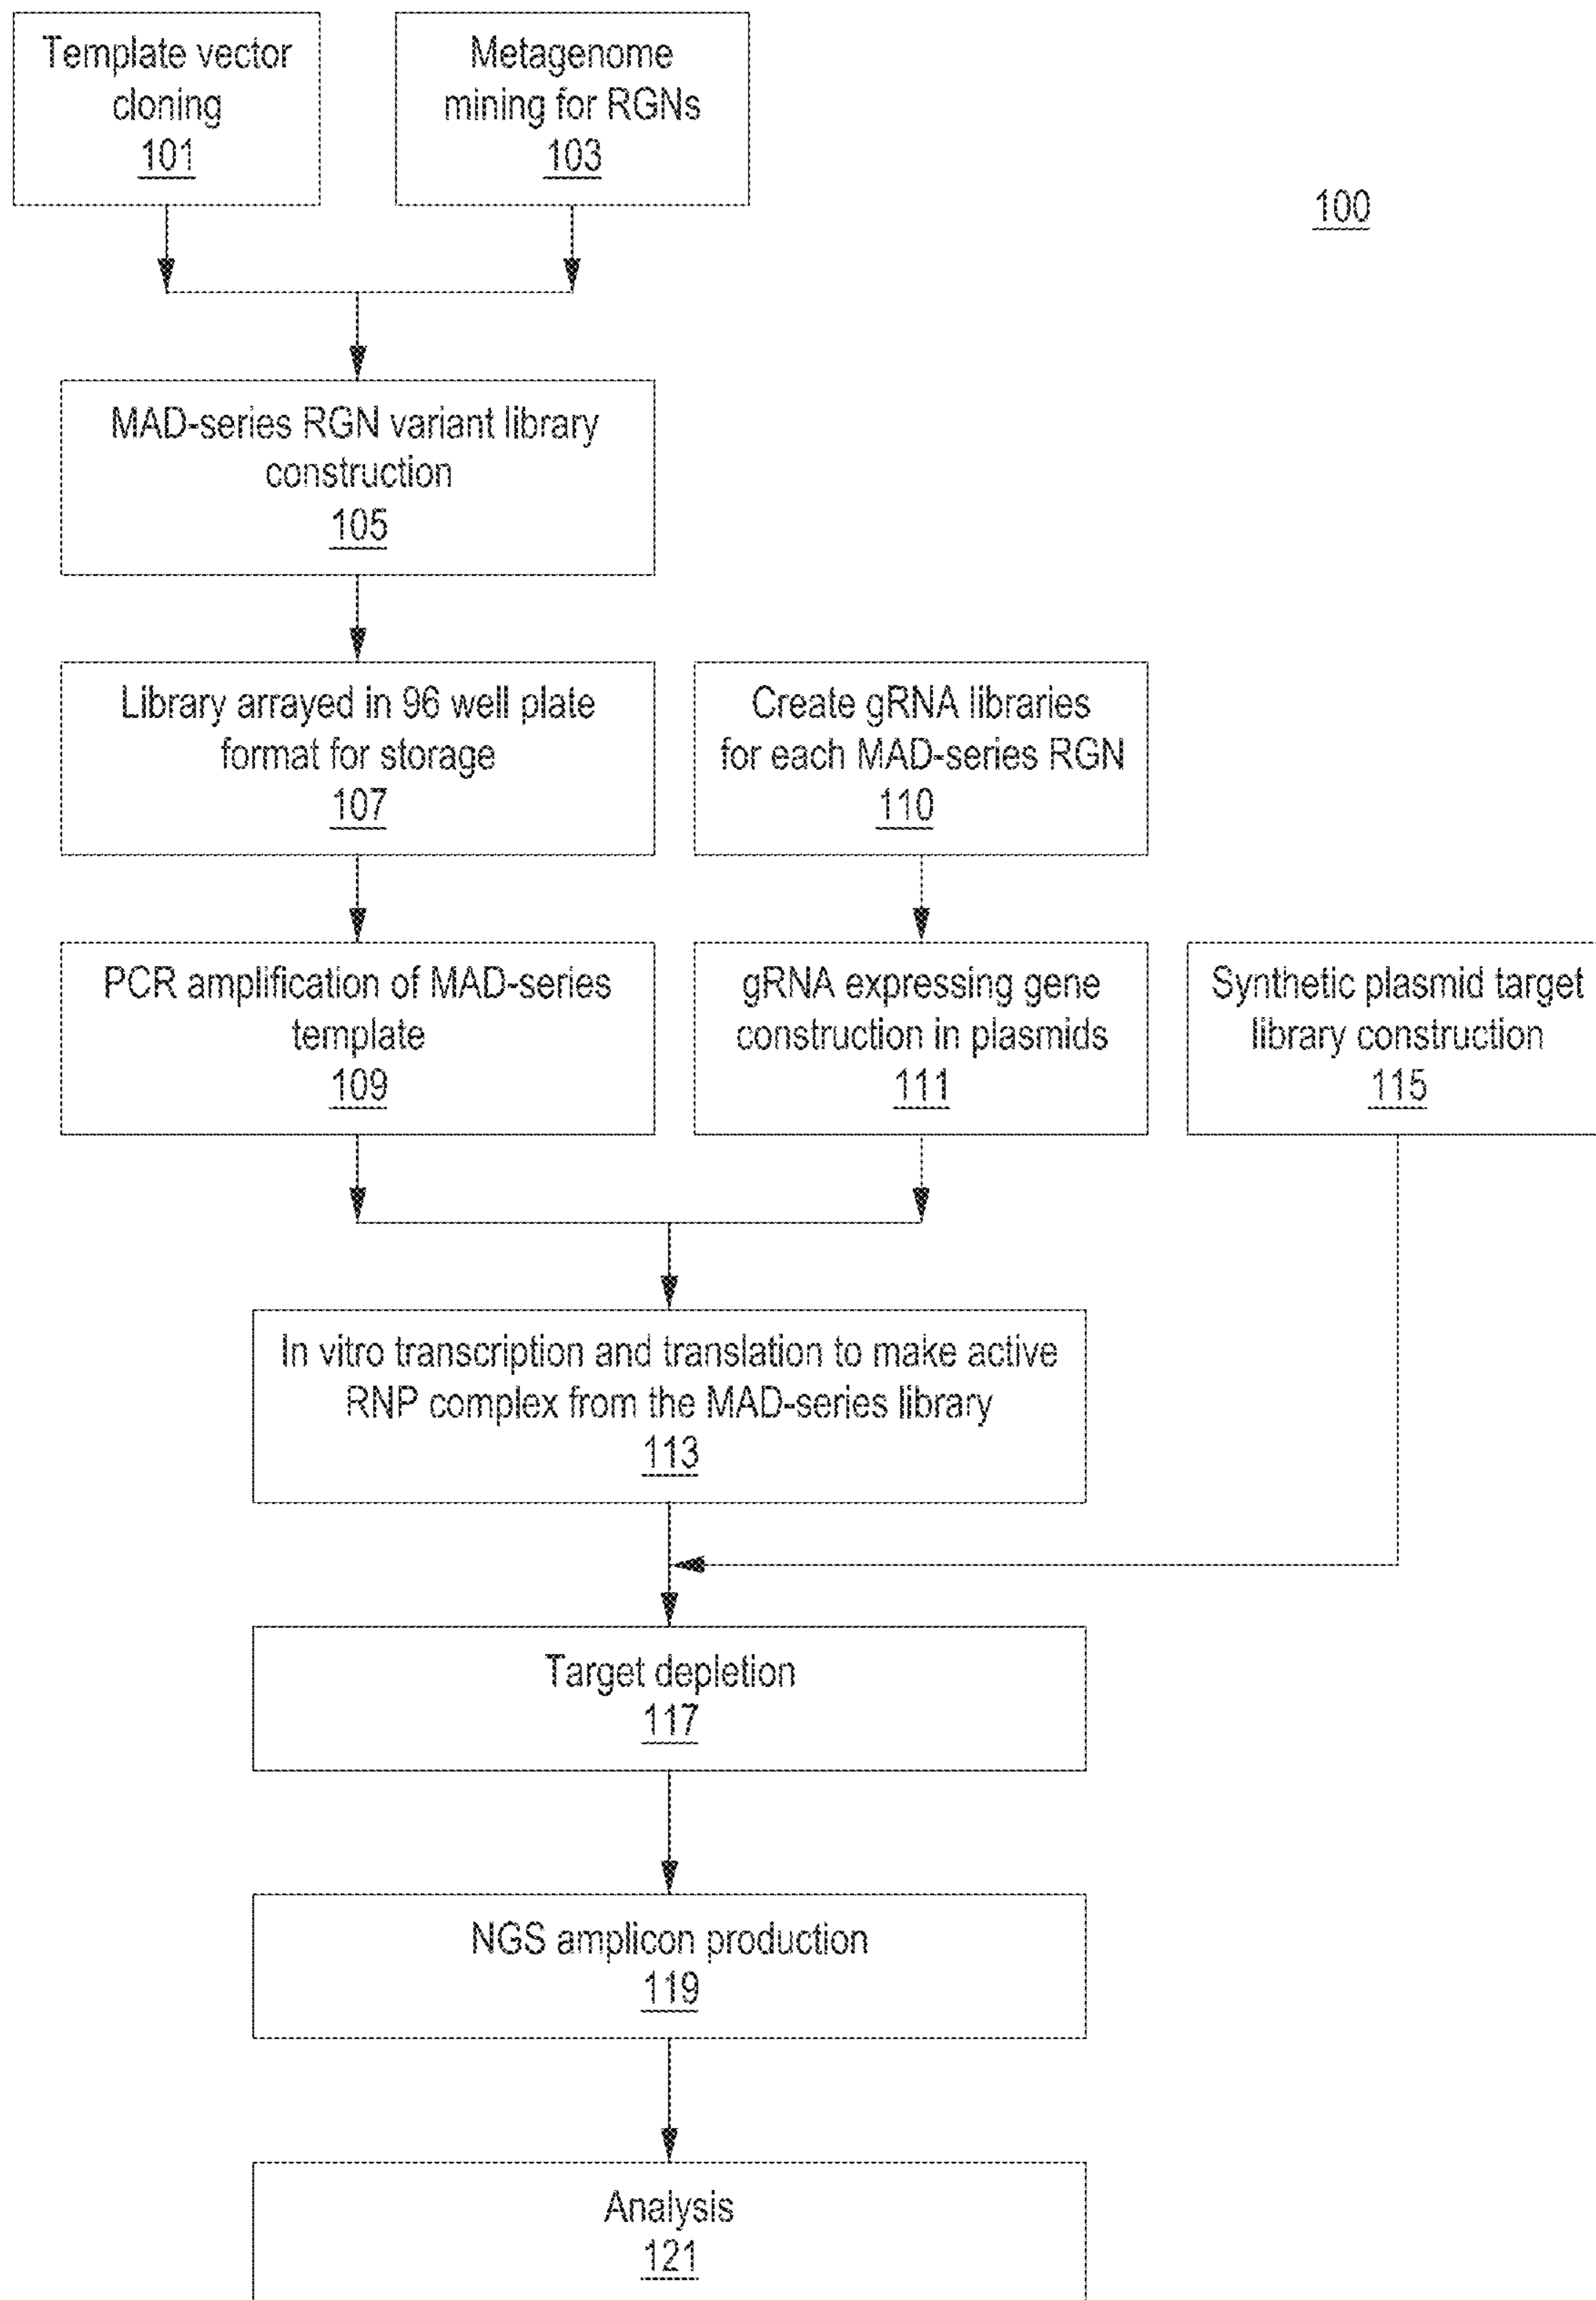 Template vector
cloning
101
Metagenome
mining for RGNs
103
100
MAD-series RGN variant library
construction
105
Library arrayed in 96 well plate
format for storage
107
Create gRNA libraries
for each MAD-series RGN
110
PCR amplification of MAD-series
template
109
gRNA expressing gene
construction in plasmids
111
Synthetic plasmid target
library construction
115
In vitro transcription and translation to make active
RNP complex from the MAD-series library
113
Target depletion
117
NGS amplicon production
119
Analysis
121